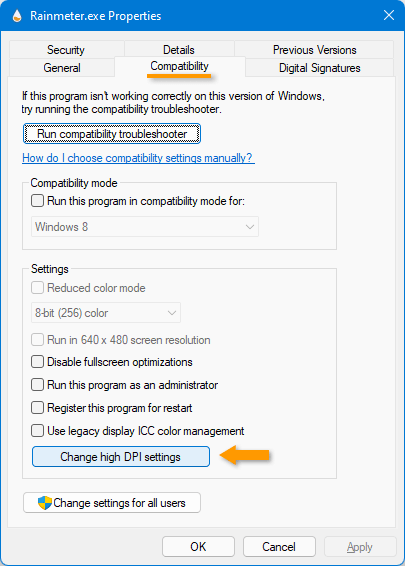 Rainmeter.exe Properties
Security Details Previous Versions
General Compatibility Digital Signatures
If this program isn't working correctly on this version of Windows,
try running the compatibility troubleshooter.
Run compatibility troubleshooter
How do I choose compatibility settings manually?
Compatibility mode
Run this program in compatibility mode for:
Windows 8
Settings
Reduced color mode
8-bit (256) color
Run in 640 x 480 screen resolution
Disable fullscreen optimizations
Run this program as an administrator
Register this program for restart
Use legacy display ICC color management
Change high DPI settings
Change settings for all users
OK Cancel Apply